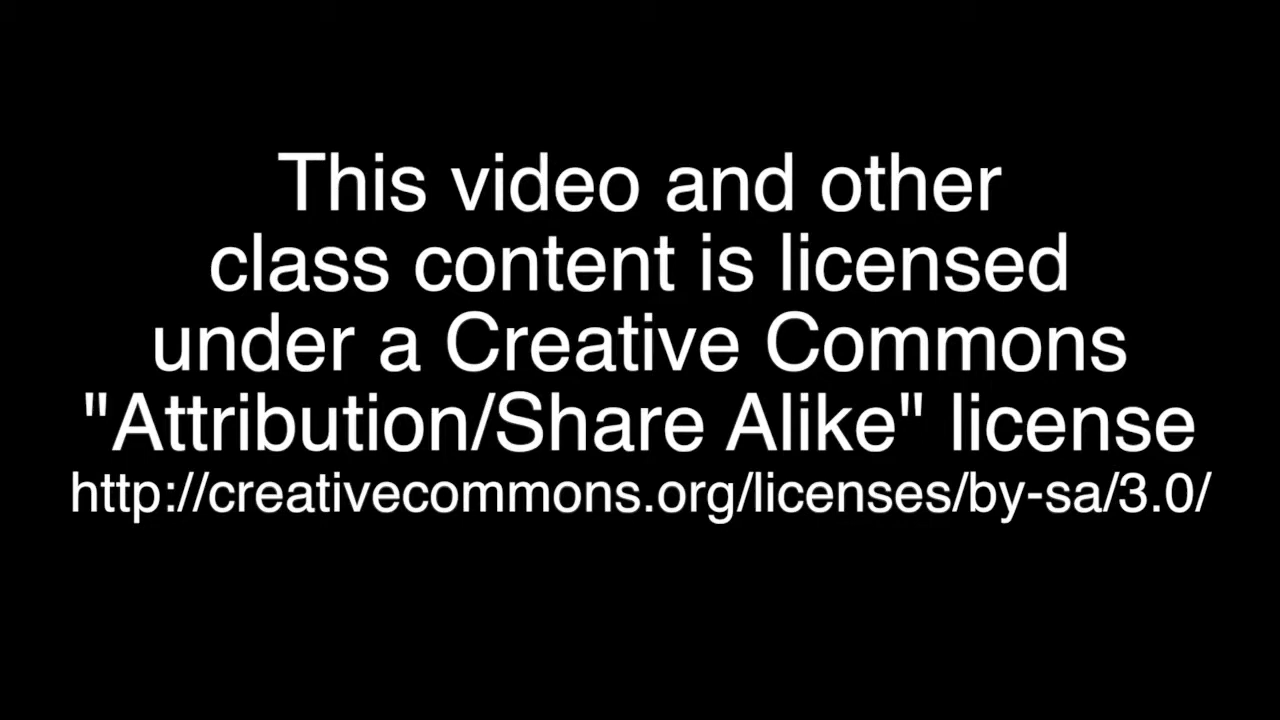 This video and other
class content is licensed
under a Creative Commons
"Attribution/Share Alike" license
http://creativecommons.org/licenses/by-sa/3.0/